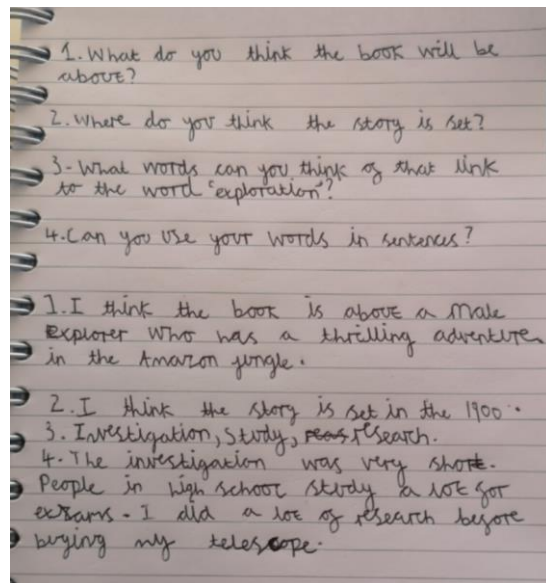 1. What do you think the book will be
about?
2. Where do you think the story is set?
3- What words can you think of that link
to the word "exploration"?
4. Can you use your words in sentences?
1. I think the book is about a Male
Explorer who has a thrilling adventure
in the Amazon jungle.
2. I think the story is set in the 1900.
3. Investigation, Study, research.
4. The investigation was very short.
People in high school study a lot for
exams. I did a lot of research before
buying my telescope.